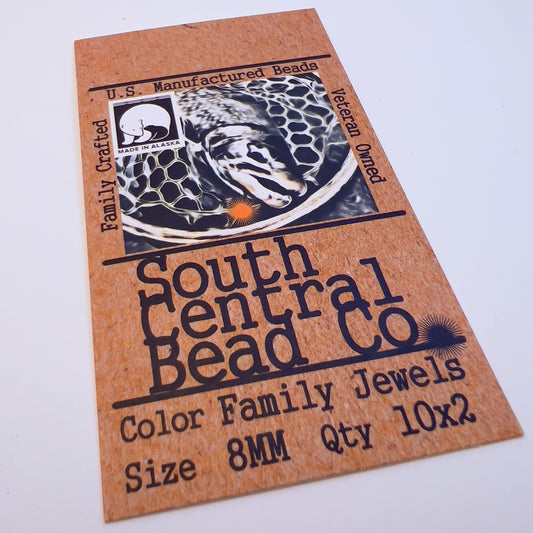 U.S. Manufactured Beads
Family Crafted
MADE IN ALASKA
Veteran Owned
South
Central
Bead Co
Color Family Jewels
Size 8MM Qty 10x2